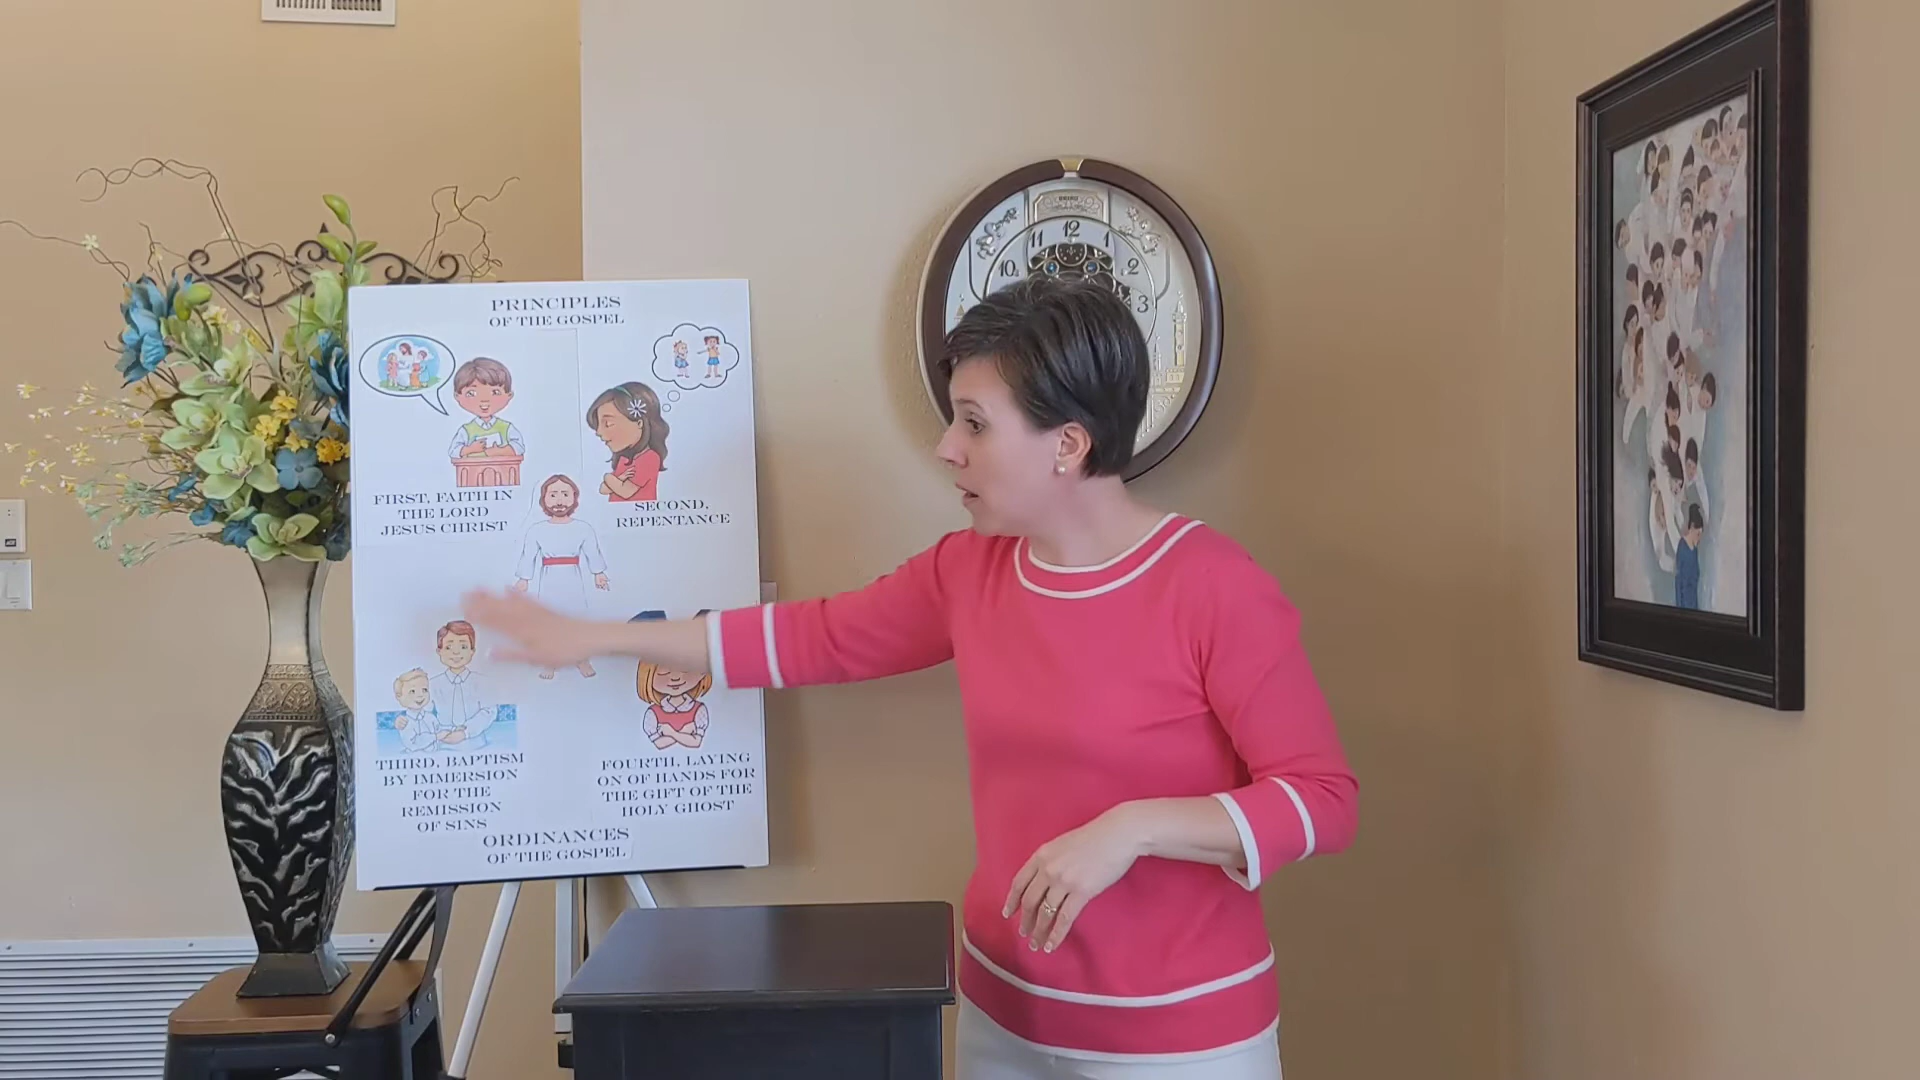 PRINCIPLES
OF THE GOSPEL
FIRST, FAITH IN
THE LORD
JESUS CHRIST
SECOND,
REPENTANCE
THIRD, BAPTISM
BY IMMERSION
FOR THE
REMISSION
OF SINS
FOURTH, LAYING
ON OF HANDS FOR
THE GIFT OF THE
HOLY GHOST
ORDINANCES
OF THE GOSPEL
10 11 12 1 2 3